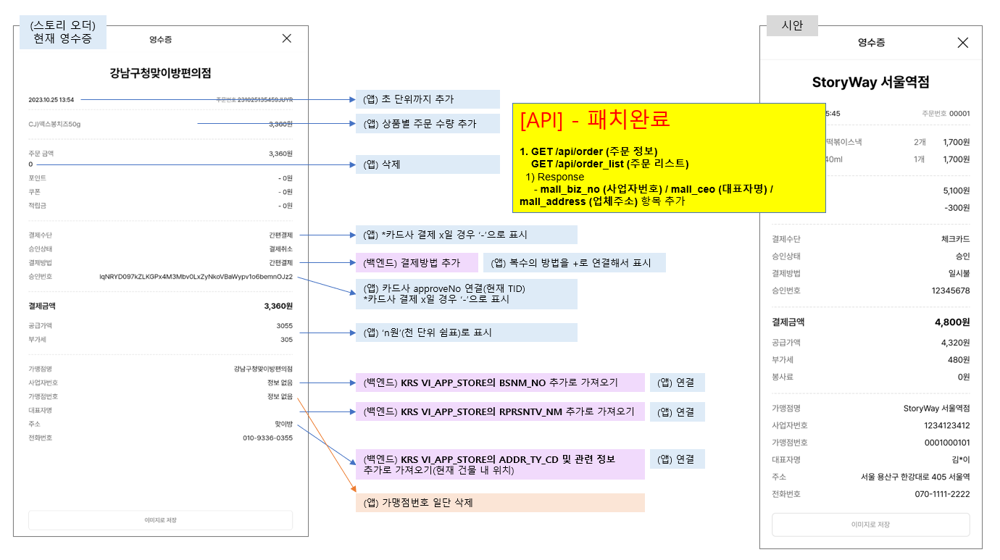 (스토리 오더)
현재 영수증
영수증
강남구청맞이방편의점
2023.10.25 13:54
주문번호 231025135459JUYR
CJ)맥스봉치즈50g 3,360원
주문 금액 3,360원
0
포인트 - 0원
쿠폰 - 0원
적립금 - 0원
결제수단 간편결제
승인상태 결제취소
결제방법 간편결제
승인번호 IqNRYD097kZLKGPx4M3Mbv0LxZyNkoVBaWypv1o6bemnOJz2
결제금액 3,360원
공급가액 3055
부가세 305
가맹점명 강남구청맞이방편의점
사업자번호 정보 없음
가맹점번호 정보 없음
대표자명
주소 맞이방
전화번호 010-9336-0355
이미지로 저장
(앱) 초 단위까지 추가
(앱) 상품별 주문 수량 추가
(앱) 삭제
(앱) *카드사 결제 x일 경우 ‘-’으로 표시
(백엔드) 결제방법 추가
(앱) 복수의 방법을 +로 연결해서 표시
(앱) 카드사 approveNo 연결(현재 TID)
*카드사 결제 x일 경우 ‘-’으로 표시
(앱) ‘n원’(천 단위 쉼표)로 표시
(백엔드) KRS VI_APP_STORE의 BSNM_NO 추가로 가져오기
(앱) 연결
(백엔드) KRS VI_APP_STORE의 RPRSNTV_NM 추가로 가져오기
(앱) 연결
(백엔드) KRS VI_APP_STORE의 ADDR_TY_CD 및 관련 정보
추가로 가져오기(현재 건물 내 위치)
(앱) 연결
(앱) 가맹점번호 일단 삭제
[API] - 패치완료
1. GET /api/order (주문 정보)
GET /api/order_list (주문 리스트)
1) Response
- mall_biz_no (사업자번호) / mall_ceo (대표자명) /
mall_address (업체주소) 항목 추가
시안
영수증
StoryWay 서울역점
5:45 주문번호 00001
떡볶이스낵 2개 1,700원
40ml 1개 1,700원
5,100원
-300원
결제수단 체크카드
승인상태 승인
결제방법 일시불
승인번호 12345678
결제금액 4,800원
공급가액 4,320원
부가세 480원
봉사료 0원
가맹점명 StoryWay 서울역점
사업자번호 1234123412
가맹점번호 0001000101
대표자명 김*이
주소 서울 용산구 한강대로 405 서울역
전화번호 070-1111-2222
이미지로 저장